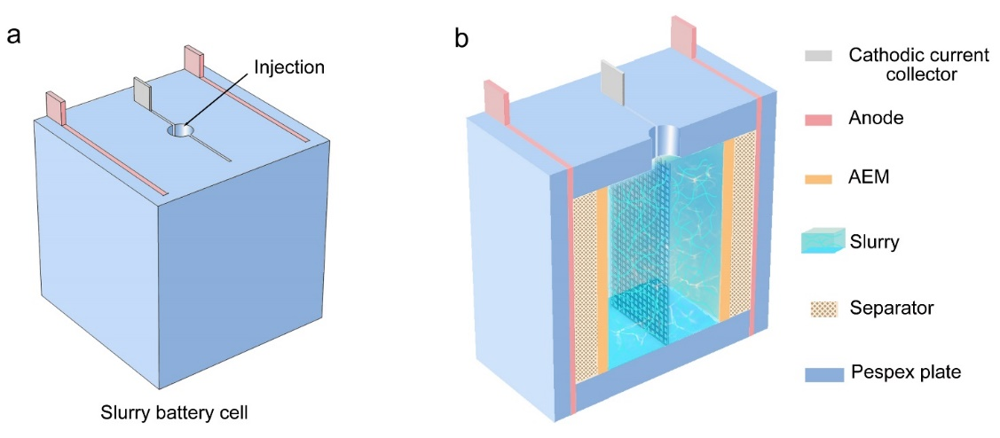 a
Injection
Slurry battery cell
b
Cathodic current
collector
Anode
AEM
Slurry
Separator
Pespex plate